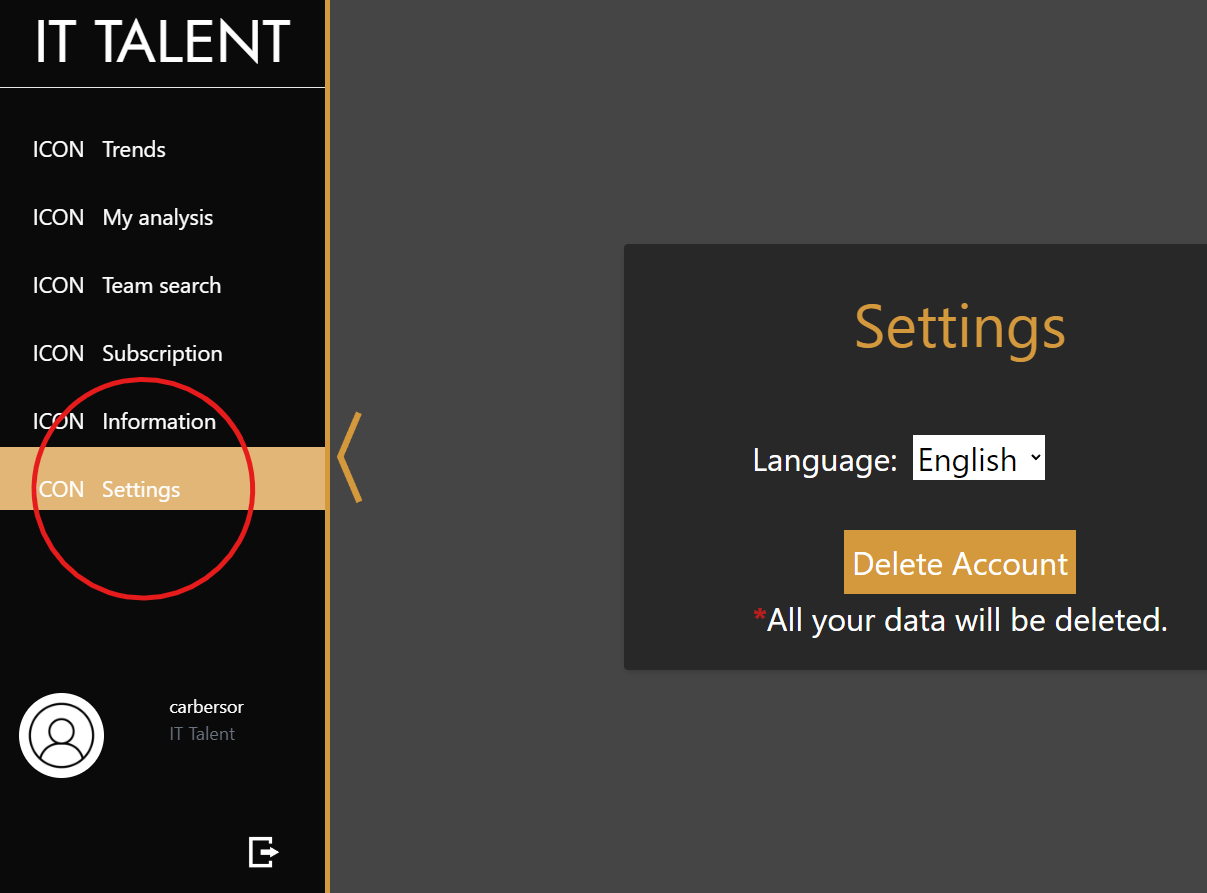 IT TALENT
ICON Trends
ICON My analysis
ICON Team search
ICON Subscription
ICON Information
ICON Settings
carbersor
IT Talent
Settings
Language: English
Delete Account
*All your data will be deleted.